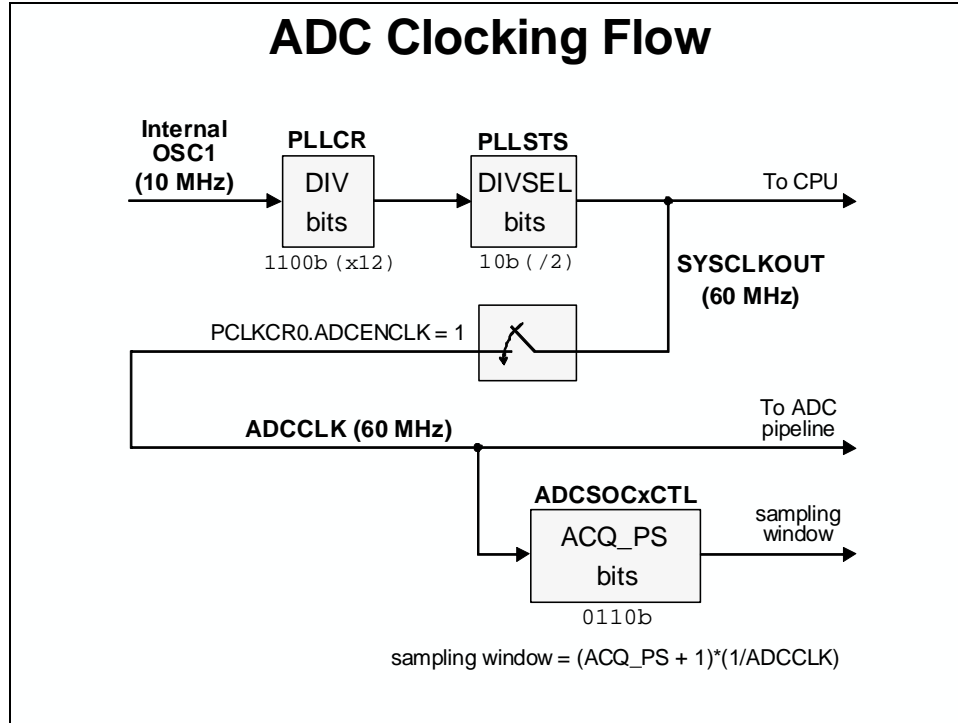 ADC Clocking Flow
Internal
OSC1
(10 MHz)
PLLCR
DIV
bits
1100b (x12)
PLLSTS
DIVSEL
bits
10b ( /2)
To CPU
SYSCLKOUT
(60 MHz)
PCLKCR0.ADCENCLK = 1
ADCCLK (60 MHz)
To ADC
pipeline
ADCSOCxCTL
ACQ_PS
bits
0110b
sampling
window
sampling window = (ACQ_PS + 1)*(1/ADCCLK)